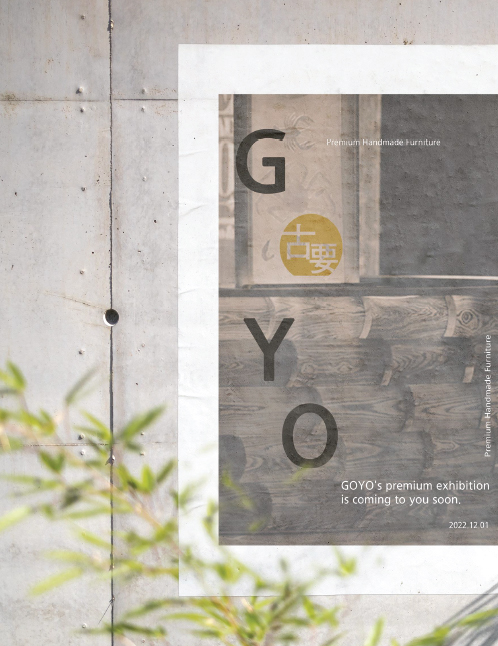 G
Premium Handmade Furniture
古要
Y
O
Premium Handmade Furniture
GOYO's premium exhibition
is coming to you soon.
2022.12.01